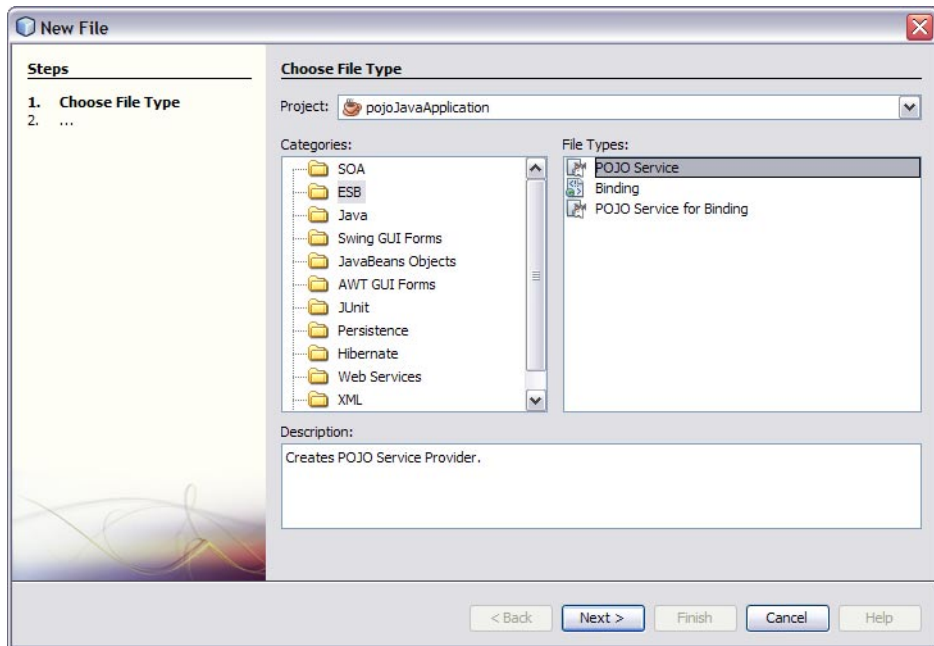 New File
Steps
1. Choose File Type
2. ...
Choose File Type
Project: pojoJavaApplication
Categories:
SOA
ESB
Java
Swing GUI Forms
JavaBeans Objects
AWT GUI Forms
JUnit
Persistence
Hibernate
Web Services
XML
File Types:
POJO Service
Binding
POJO Service for Binding
Description:
Creates POJO Service Provider.
< Back Next > Finish Cancel Help